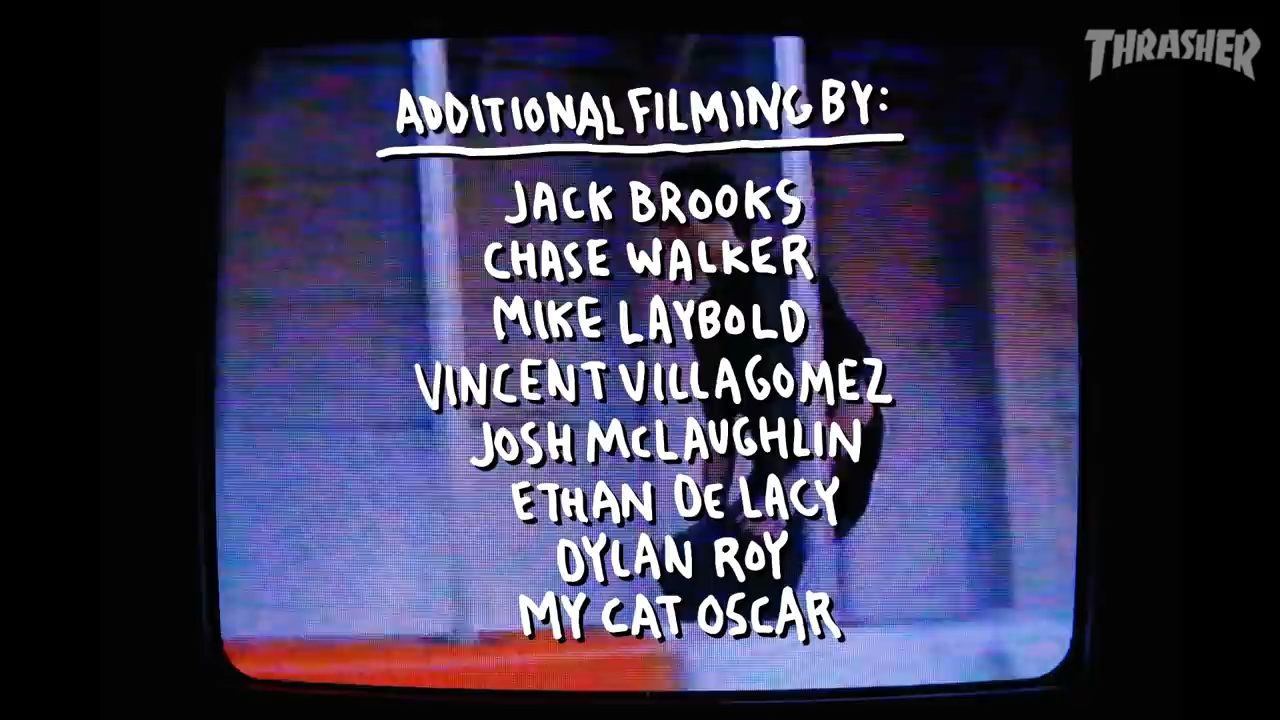 THRASHER
ADDITIONAL FILMING BY:
JACK BROOKS
CHASE WALKER
MIKE LAYBOLD
VINCENT VILLAGOMEZ
JOSH MCLAUGHLIN
ETHAN DE LACY
DYLAN ROY
MY CAT OSCAR